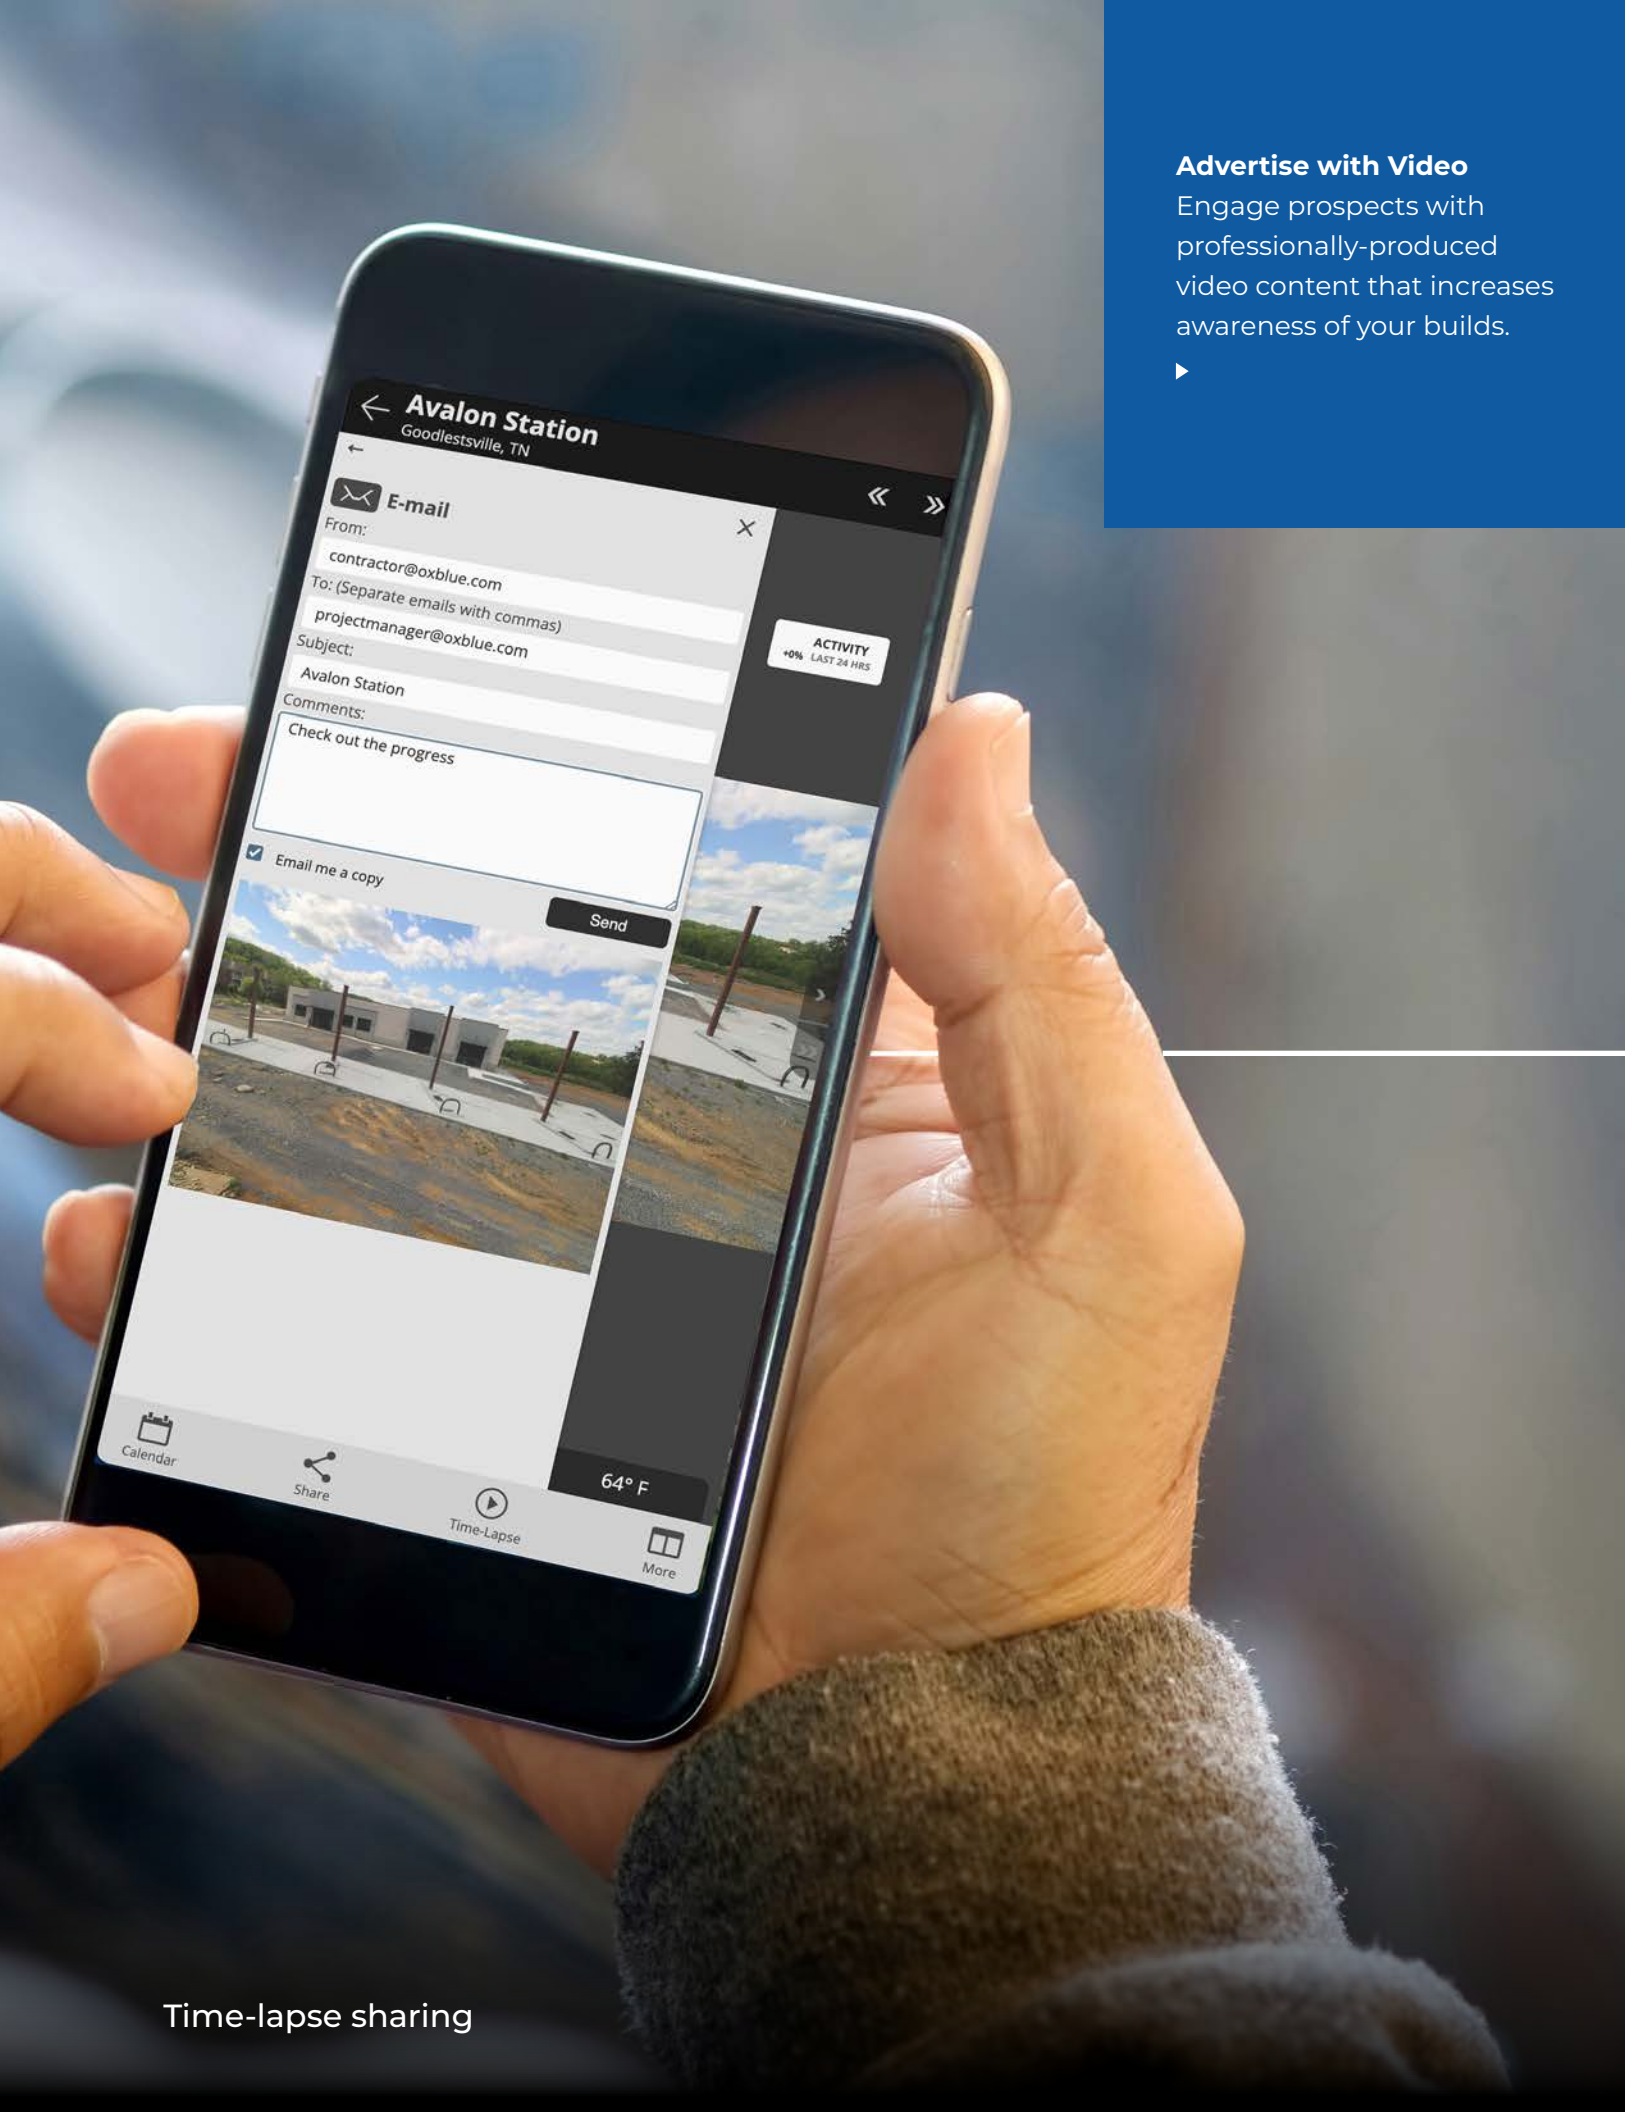 Advertise with Video
Engage prospects with
professionally-produced
video content that increases
awareness of your builds.
Avalon Station
Goodlestsville, TN
E-mail
From:
contractor@oxblue.com
To: (Separate emails with commas)
projectmanager@oxblue.com
Subject:
Avalon Station
Comments:
Check out the progress
Email me a copy
Send
ACTIVITY
+0% LAST 24 HRS
64° F
Calendar
Share
Time-Lapse
More
Time-lapse sharing